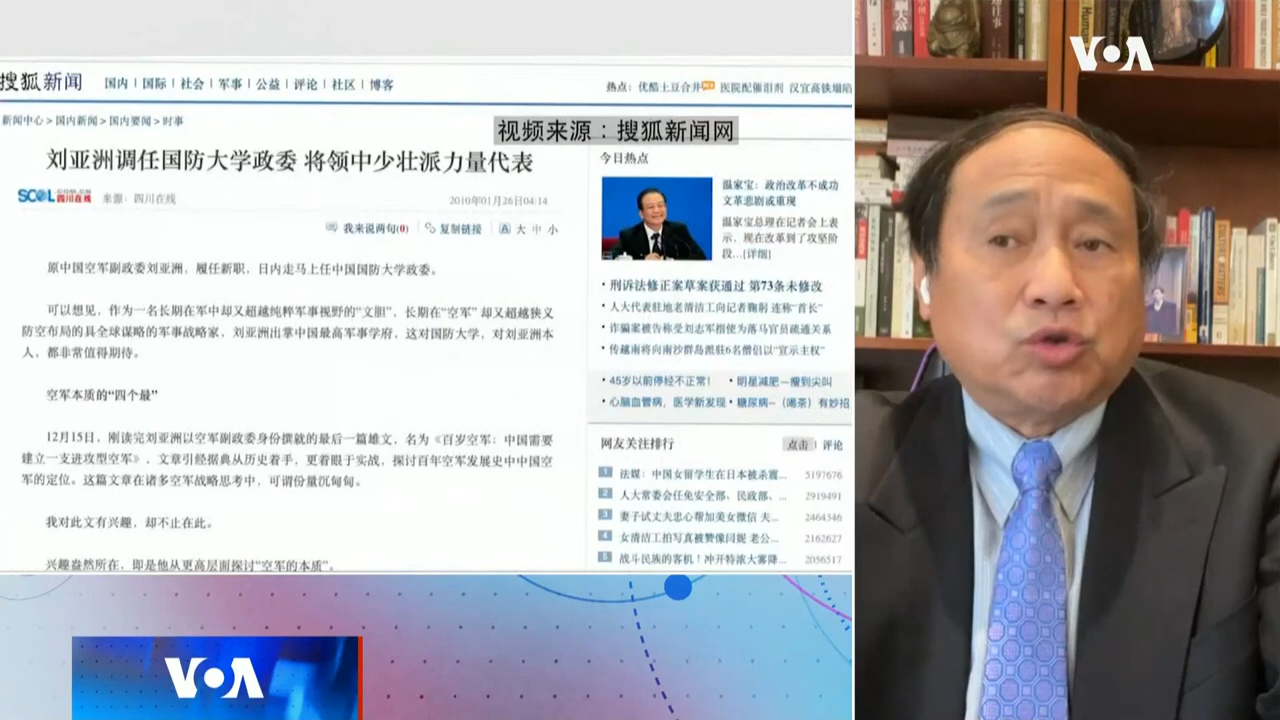 搜狐新闻
国内 | 国际 | 社会 | 军事 | 公益 | 评论 | 社区 | 博客
热点：优酷土豆合并 医院配催泪剂 汉宜高铁塌陷
新闻中心 > 国内新闻 > 国内要闻 > 时事
视频来源：搜狐新闻网
刘亚洲调任国防大学政委 将领中少壮派力量代表
SCOL.COM.CN
四川在线
来源：四川在线
2010年01月26日04:14
我来说两句(0) 复制链接 大 中 小
原中国空军副政委刘亚洲，履任新职，日内走马上任中国国防大学政委。
可以想见，作为一名长期在军中却又超越纯粹军事视野的“文胆”，长期在“空军”却又超越狭义
防空布局的具全球谋略的军事战略家，刘亚洲出掌中国最高军事学府，这对国防大学，对刘亚洲本
人，都非常值得期待。
空军本质的“四个最”
12月15日，刚读完刘亚洲以空军副政委身份撰就的最后一篇雄文，名为《百岁空军：中国需要
建立一支进攻型空军》，文章引经据典从历史着手，更着眼于实战，探讨百年空军发展史中中国空
军的定位。这篇文章在诸多空军战略思考中，可谓份量沉甸甸。
我对此文有兴趣，却不止在此。
兴趣盎然所在，即是他从更高层面探讨“空军的本质”。
今日热点
温家宝：政治改革不成功
文革悲剧或重现
温家宝总理在记者会上表
示，现在改革到了攻坚阶
段…[详细]
· 刑诉法修正案草案获通过 第73条未修改
· 人大代表驻地老清洁工向记者鞠躬 连称“首长”
· 诈骗案被告称受刘志军指使为落马官员疏通关系
· 传越南将向南沙群岛派驻6名僧侣以“宣示主权”
· 45岁以前停经不正常！ · 明星减肥一瘦到尖叫
· 心脑血管病，医学新发现 · 糖尿病--（喝茶）有妙招
网友关注排行
点击 | 评论
1 法媒：中国女留学生在日本被杀震... 5197676
2 人大常委会任免安全部、民政部、... 2919491
3 妻子试丈夫忠心帮加美女微信 夫... 2464346
4 女清洁工拍写真被赞像闫妮 老公... 2162627
5 战斗民族的客机！冲开特浓大雾降... 2056517
VOA
VOA